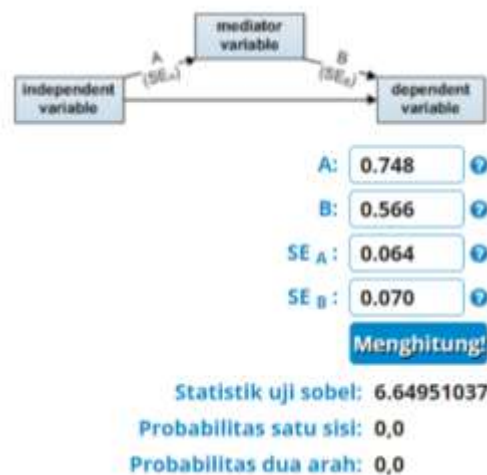 mediator
variable
A
(SEA)
B
(SEB)
independent
variable
dependent
variable
A: 0.748
B: 0.566
SE A : 0.064
SE B : 0.070
Menghitung!
Statistik uji sobel: 6.64951037
Probabilitas satu sisi: 0,0
Probabilitas dua arah: 0,0